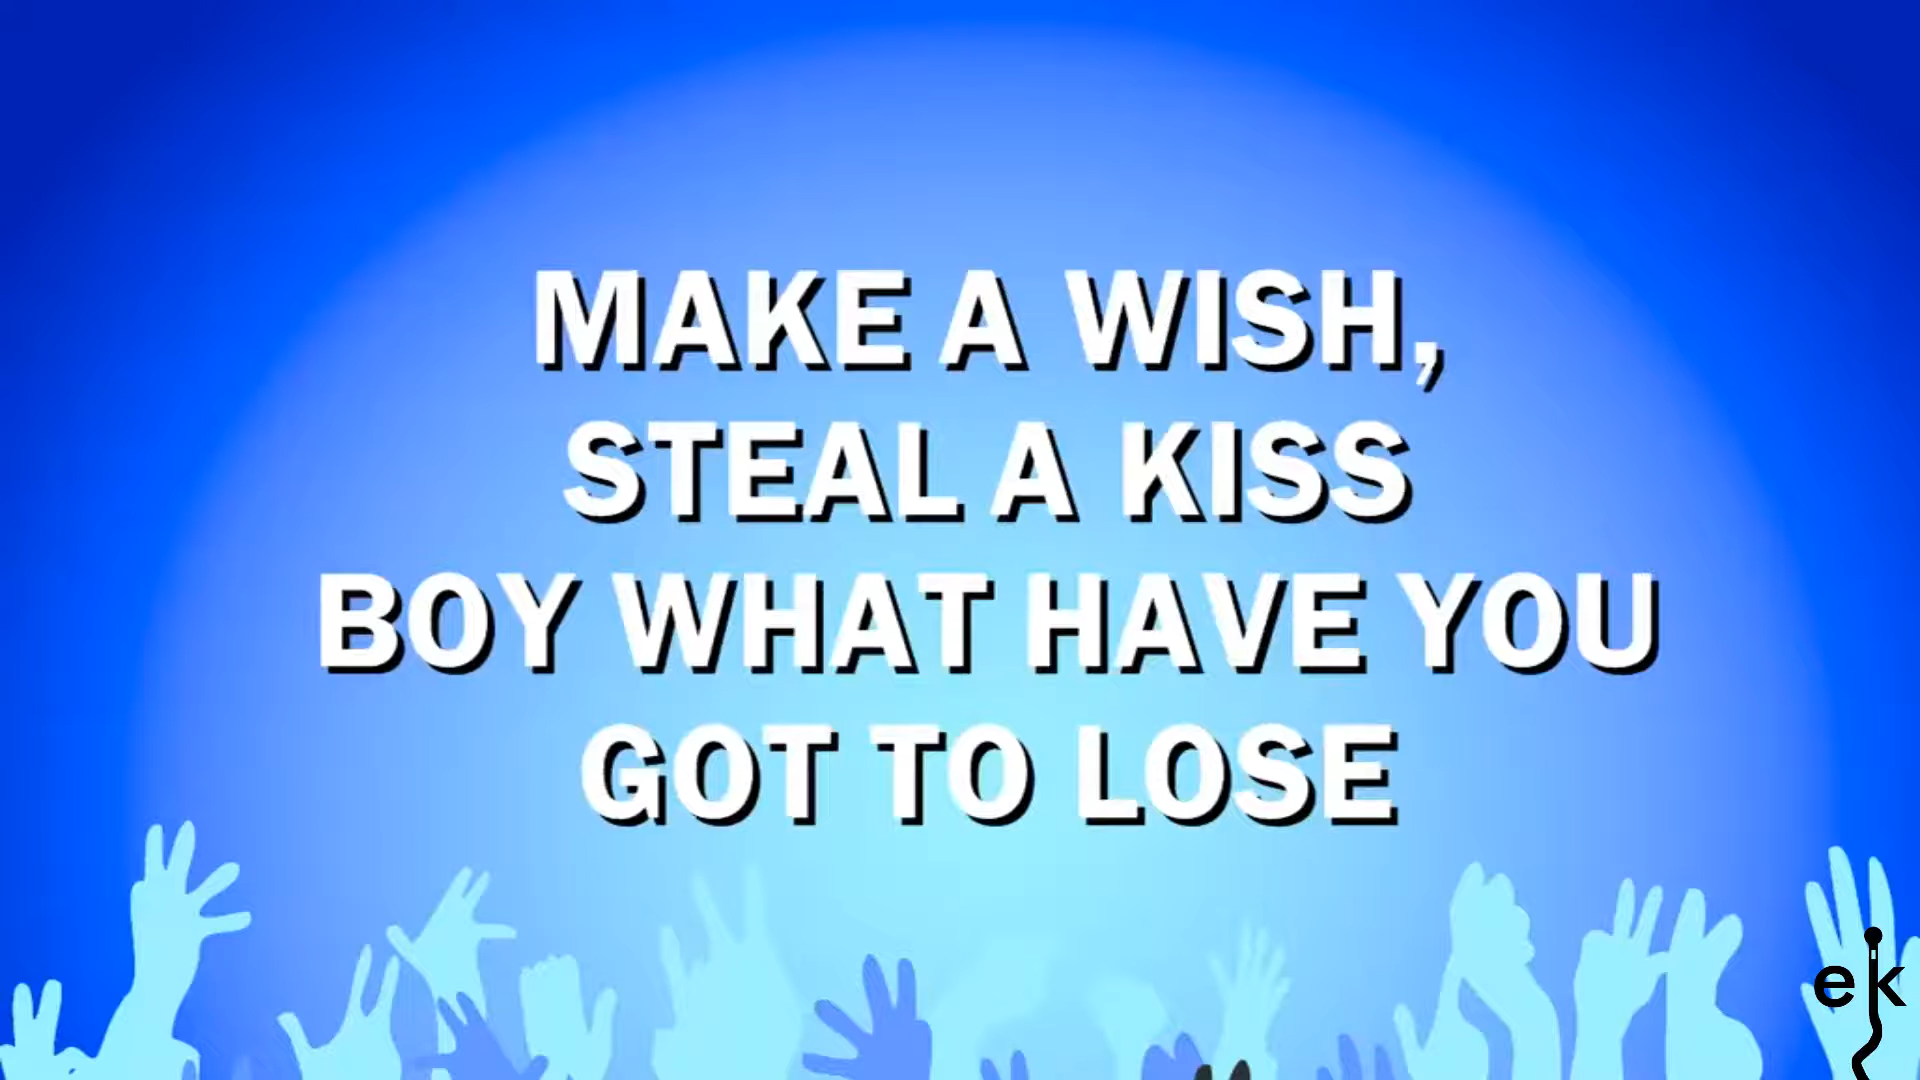 MAKE A WISH,
STEAL A KISS
BOY WHAT HAVE YOU
GOT TO LOSE
ek